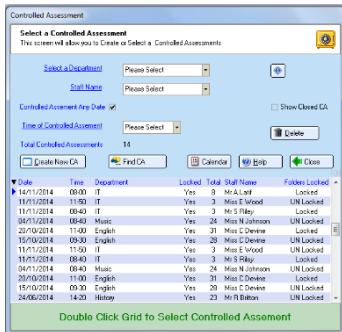 Controlled Assessment
Select a Controlled Assessment
This screen will allow you to Create or Select a Controlled Assessments
Select a Department Please Select
Staff Name Please Select
Controlled Assement Any Date Show Closed CA
Time of Controlled Assement Please Select Delete
Total Controlled Assessments 14
Create New CA Find CA Calendar Help Close
Date Time Department Locked Total Staff Name Folders Locked
14/11/2014 08:00 IT Yes 8 Mr A Latif Locked
11/11/2014 11:50 IT Yes 3 Miss E Wood UN Locked
11/11/2014 08:40 IT Yes 3 Mr S Riley Locked
04/11/2014 08:40 Music Yes 24 Miss N Johnson UN Locked
20/10/2014 11:00 English Yes 31 Miss C Devine Locked
15/10/2014 09:30 English Yes 28 Miss C Devine UN Locked
11/11/2014 11:50 IT Yes 3 Miss E Wood UN Locked
11/11/2014 08:40 IT Yes 3 Mr S Riley Locked
04/11/2014 08:40 Music Yes 24 Miss N Johnson UN Locked
20/10/2014 11:00 English Yes 31 Miss C Devine Locked
15/10/2014 09:30 English Yes 28 Miss C Devine UN Locked
24/06/2014 14:20 History Yes 23 Mr R Britton UN Locked
Double Click Grid to Select Controlled Assessment